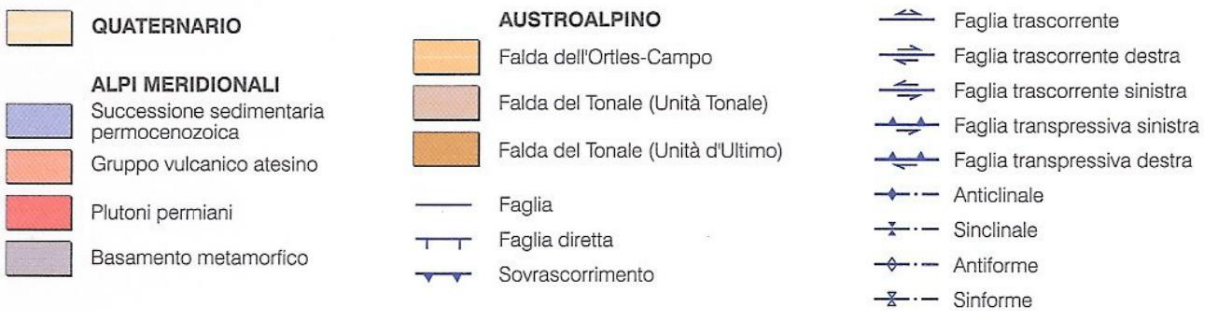 QUATERNARIO
ALPI MERIDIONALI
Successione sedimentaria
permocenozoica
Gruppo vulcanico atesino
Plutoni permiani
Basamento metamorfico
AUSTROALPINO
Falda dell'Ortles-Campo
Falda del Tonale (Unità Tonale)
Falda del Tonale (Unità d'Ultimo)
Faglia
Faglia diretta
Sovrascorrimento
Faglia trascorrente
Faglia trascorrente destra
Faglia trascorrente sinistra
Faglia transpressiva sinistra
Faglia transpressiva destra
Anticlinale
Sinclinale
Antiforme
Sinforme